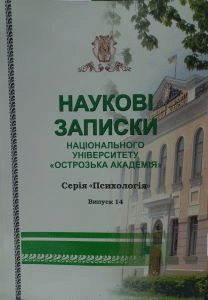 НАУКОВІ
ЗАПИСКИ
НАЦІОНАЛЬНОГО
УНІВЕРСИТЕТУ
«ОСТРОЗЬКА АКАДЕМІЯ»
Серія «Психологія»
Випуск 14